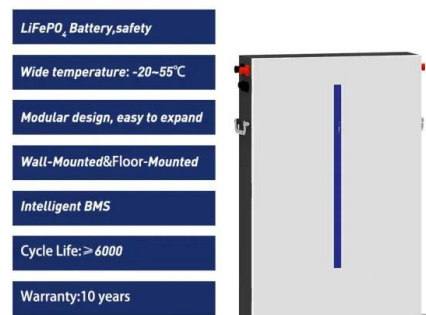 LiFePO4 Battery,safety
Wide temperature: -20~55℃
Modular design, easy to expand
Wall-Mounted&Floor-Mounted
Intelligent BMS
Cycle Life:≥6000
Warranty:10 years